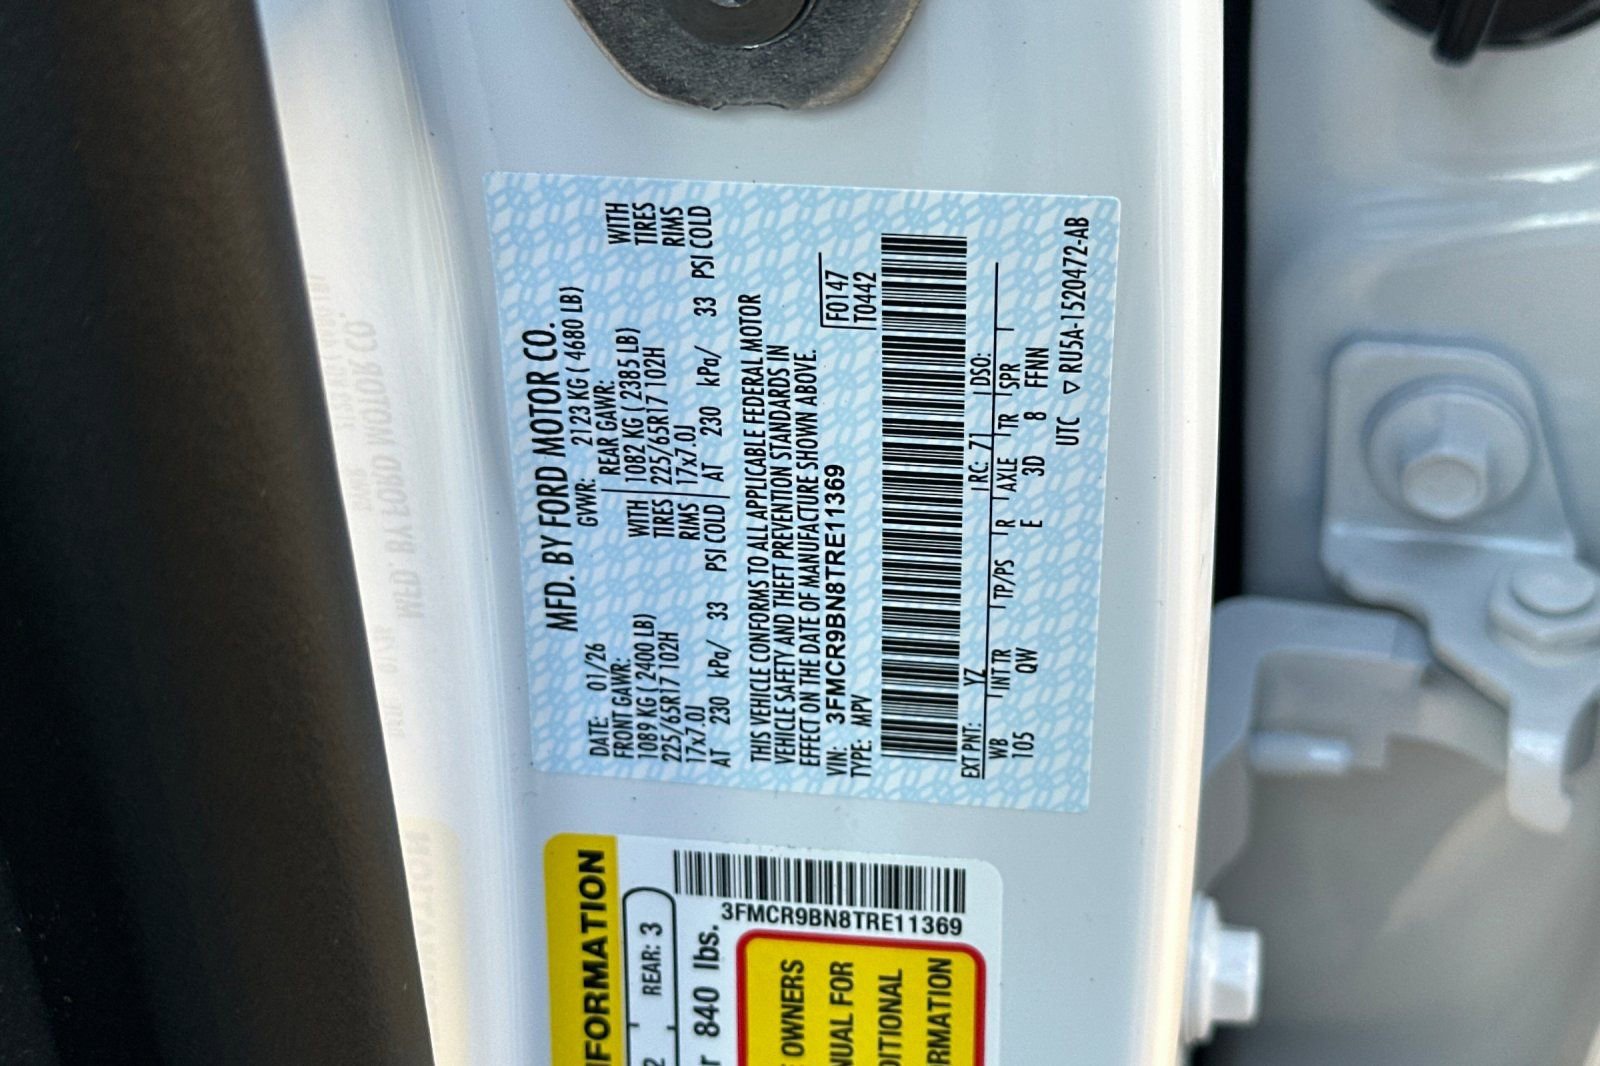 MFD. BY FORD MOTOR CO.
DATE: 01/26 GVWR: 2123 KG ( 4680 LB)
FRONT GAWR: REAR GAWR:
1089 KG ( 2400 LB) WITH 1082 KG ( 2385 LB) WITH
225/65R17 102H TIRES 225/65R17 102H TIRES
17x7.0J RIMS 17x7.0J RIMS
AT 230 kPa/ 33 PSI COLD AT 230 kPa/ 33 PSI COLD
THIS VEHICLE CONFORMS TO ALL APPLICABLE FEDERAL MOTOR
VEHICLE SAFETY AND THEFT PREVENTION STANDARDS IN
EFFECT ON THE DATE OF MANUFACTURE SHOWN ABOVE.
VIN: 3FMCR9BN8TRE11369 F0147
TYPE: MPV T0442
EXT PNT: YZ RC: 71 DSO:
WB INT TR TP/PS R AXLE TR SPR
105 QW E 3D 8 FFNN
UTC ▽ RU5A-1520472-AB
FORMATION
2 REAR: 3
r 840 lbs.
3FMCR9BN8TRE11369
OWNERS
NUAL FOR
DITIONAL
RMATION